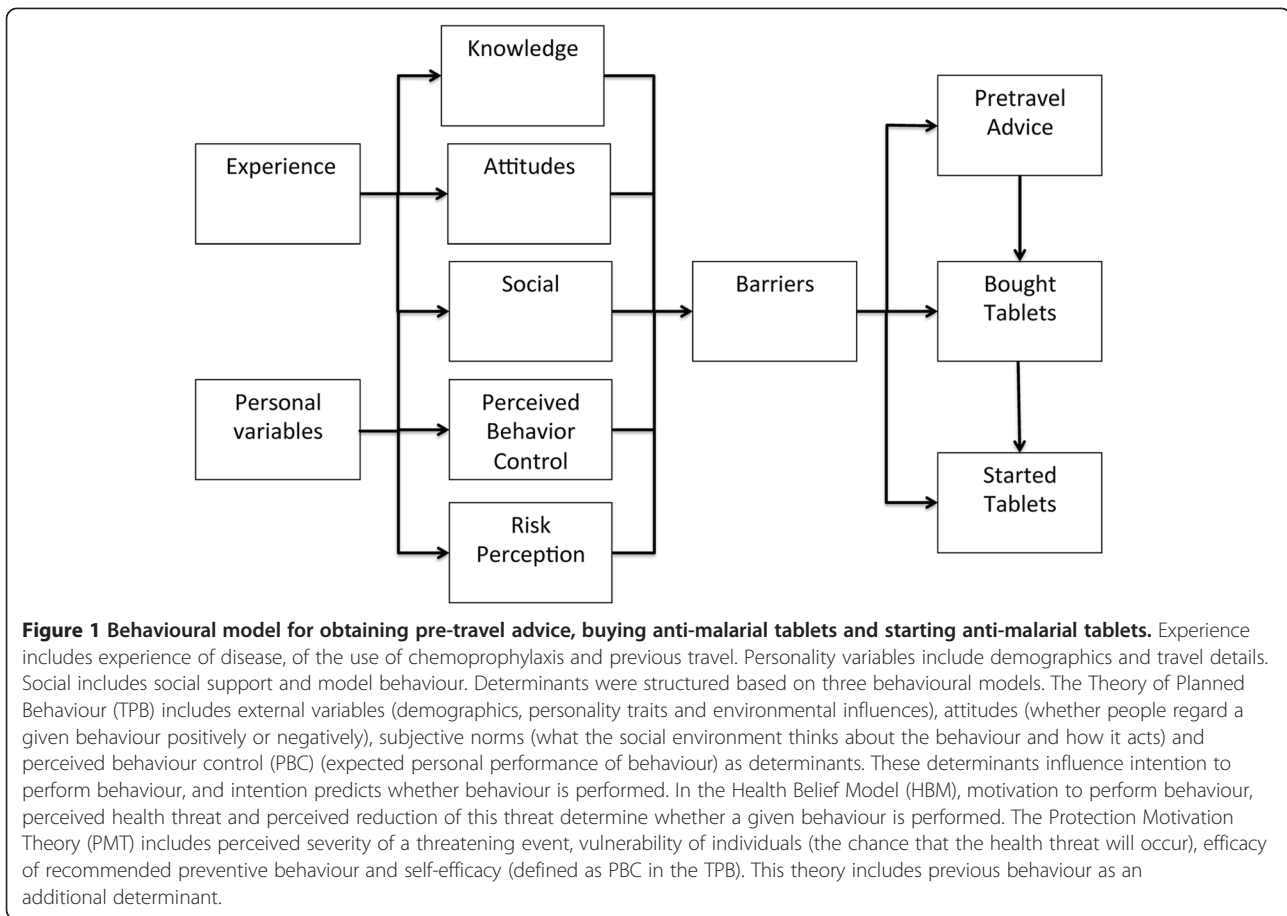 Knowledge
Pretravel
Advice
Experience
Attitudes
Social
Barriers
Bought
Tablets
Personal
variables
Perceived
Behavior
Control
Started
Tablets
Risk
Perception
Figure 1 Behavioural model for obtaining pre-travel advice, buying anti-malarial tablets and starting anti-malarial tablets. Experience
includes experience of disease, of the use of chemoprophylaxis and previous travel. Personality variables include demographics and travel details.
Social includes social support and model behaviour. Determinants were structured based on three behavioural models. The Theory of Planned
Behaviour (TPB) includes external variables (demographics, personality traits and environmental influences), attitudes (whether people regard a
given behaviour positively or negatively), subjective norms (what the social environment thinks about the behaviour and how it acts) and
perceived behaviour control (PBC) (expected personal performance of behaviour) as determinants. These determinants influence intention to
perform behaviour, and intention predicts whether behaviour is performed. In the Health Belief Model (HBM), motivation to perform behaviour,
perceived health threat and perceived reduction of this threat determine whether a given behaviour is performed. The Protection Motivation
Theory (PMT) includes perceived severity of a threatening event, vulnerability of individuals (the chance that the health threat will occur), efficacy
of recommended preventive behaviour and self-efficacy (defined as PBC in the TPB). This theory includes previous behaviour as an
additional determinant.